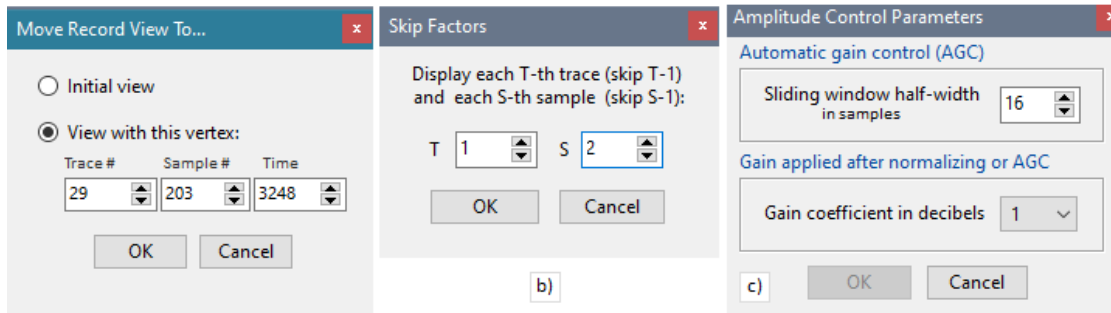 Move Record View To...
x
Initial view
View with this vertex:
Trace # Sample # Time
29 203 3248
OK Cancel
Skip Factors
x
Display each T-th trace (skip T-1)
and each S-th sample (skip S-1):
T 1 S 2
OK Cancel
b)
Amplitude Control Parameters
x
Automatic gain control (AGC)
Sliding window half-width
in samples
16
Gain applied after normalizing or AGC
Gain coefficient in decibels 1
c) OK Cancel